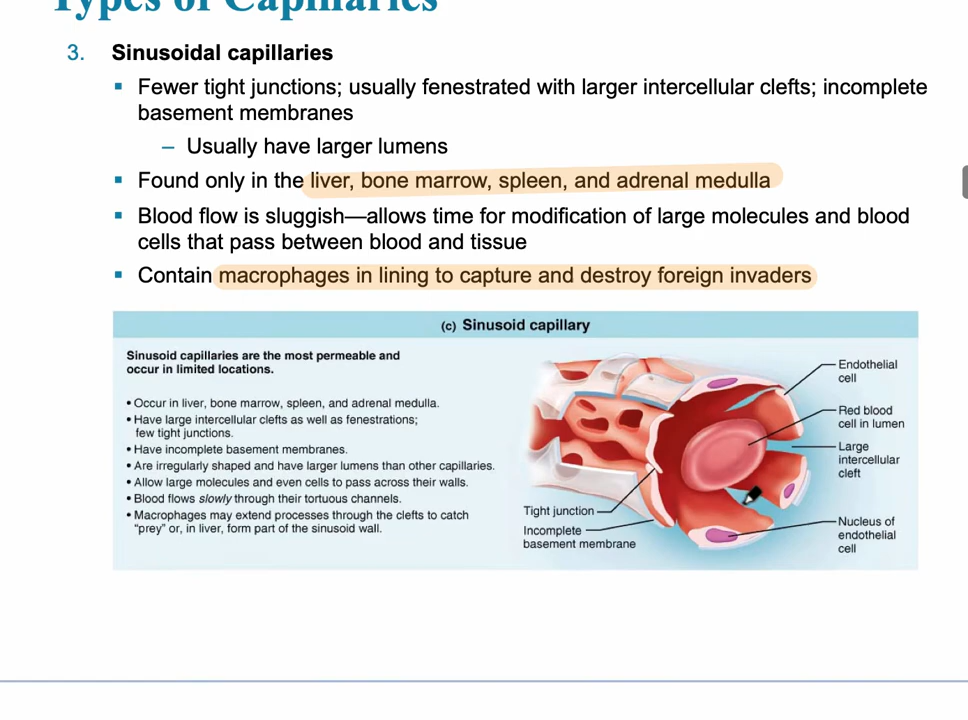 Types of Capillaries
3. Sinusoidal capillaries
▪ Fewer tight junctions; usually fenestrated with larger intercellular clefts; incomplete
basement membranes
– Usually have larger lumens
▪ Found only in the liver, bone marrow, spleen, and adrenal medulla
▪ Blood flow is sluggish—allows time for modification of large molecules and blood
cells that pass between blood and tissue
▪ Contain macrophages in lining to capture and destroy foreign invaders
(c) Sinusoid capillary
Sinusoid capillaries are the most permeable and
occur in limited locations.
• Occur in liver, bone marrow, spleen, and adrenal medulla.
• Have large intercellular clefts as well as fenestrations;
few tight junctions.
• Have incomplete basement membranes.
• Are irregularly shaped and have larger lumens than other capillaries.
• Allow large molecules and even cells to pass across their walls.
• Blood flows slowly through their tortuous channels.
• Macrophages may extend processes through the clefts to catch
“prey” or, in liver, form part of the sinusoid wall.
Endothelial
cell
Red blood
cell in lumen
Large
intercellular
cleft
Tight junction
Incomplete
basement membrane
Nucleus of
endothelial
cell